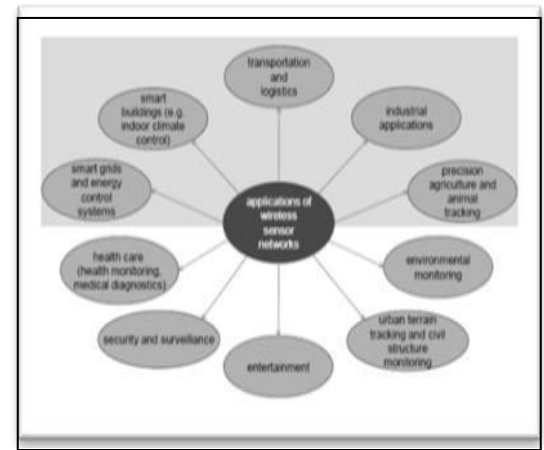 transportation
and
logistics
smart
buildings (e.g.
indoor climate
control)
industrial
applications
smart grids
and energy
control
systems
precision
agriculture and
animal
tracking
applications of
wireless
sensor
networks
health care
(health monitoring,
medical diagnostics)
environmental
monitoring
security and surveillance
urban terrain
tracking and civil
structure
monitoring
entertainment